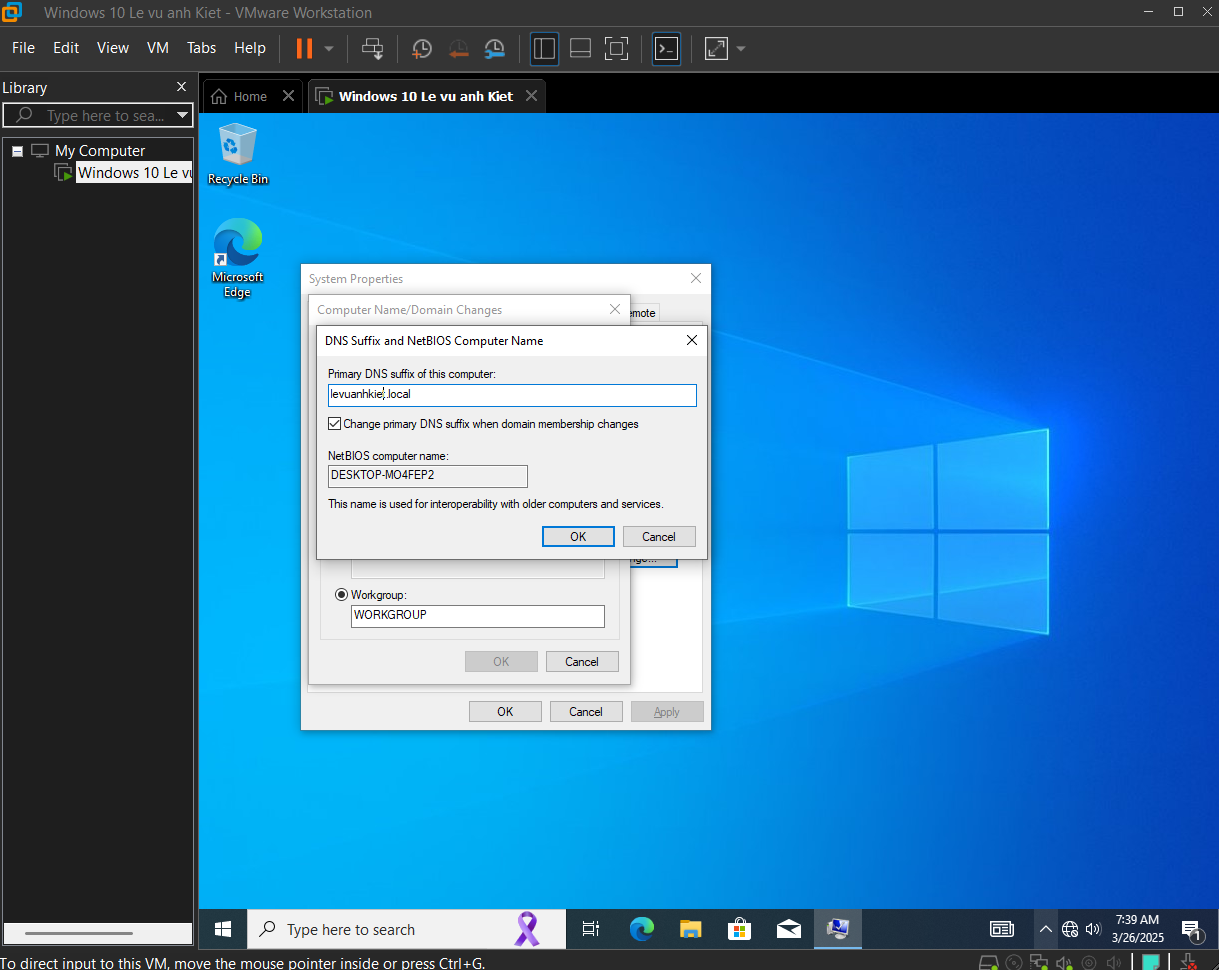 Windows 10 Le vu anh Kiet - VMware Workstation
File Edit View VM Tabs Help
Library
Type here to sea...
Home
Windows 10 Le vu anh Kiet
My Computer
Windows 10 Le vu
Recycle Bin
Microsoft
Edge
System Properties
Computer Name/Domain Changes
emote
DNS Suffix and NetBIOS Computer Name
Primary DNS suffix of this computer:
levuanhkiet.local
Change primary DNS suffix when domain membership changes
NetBIOS computer name:
DESKTOP-MO4FEP2
This name is used for interoperability with older computers and services.
OK Cancel
Workgroup:
WORKGROUP
OK Cancel
OK Cancel Apply
Type here to search
7:39 AM
3/26/2025
1
To direct input to this VM, move the mouse pointer inside or press Ctrl+G.